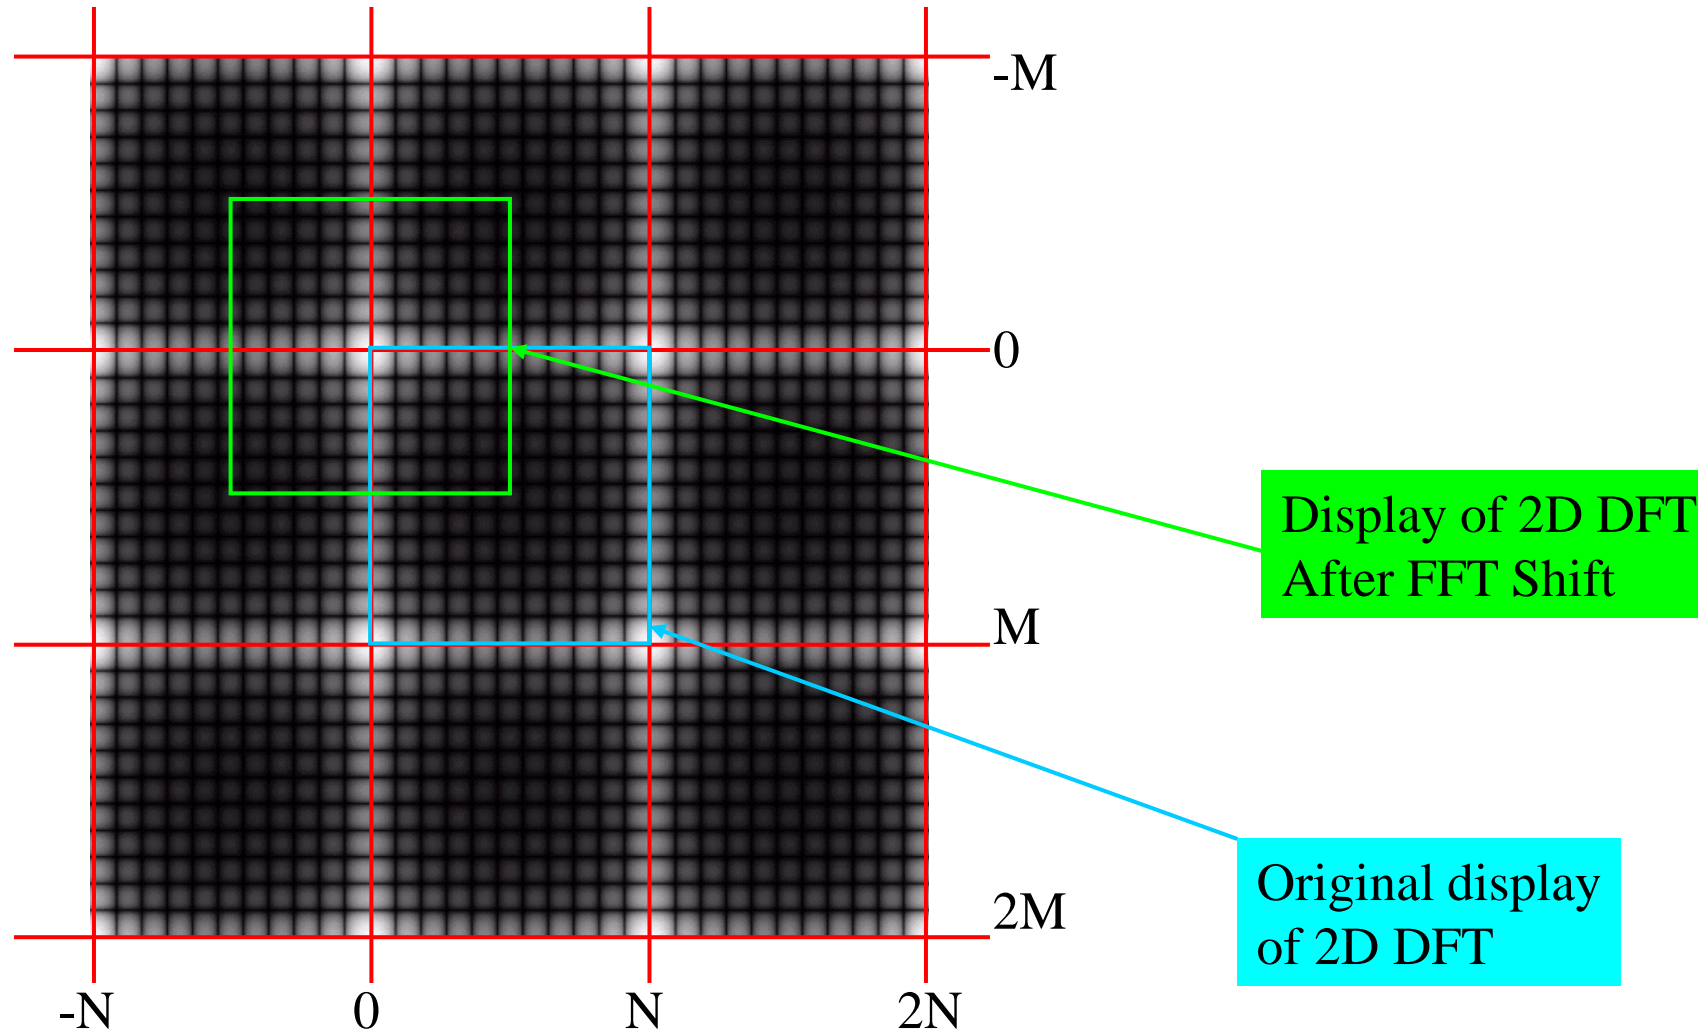 -M
0
Display of 2D DFT
After FFT Shift
M
Original display
of 2D DFT
2M
-N
0
N
2N